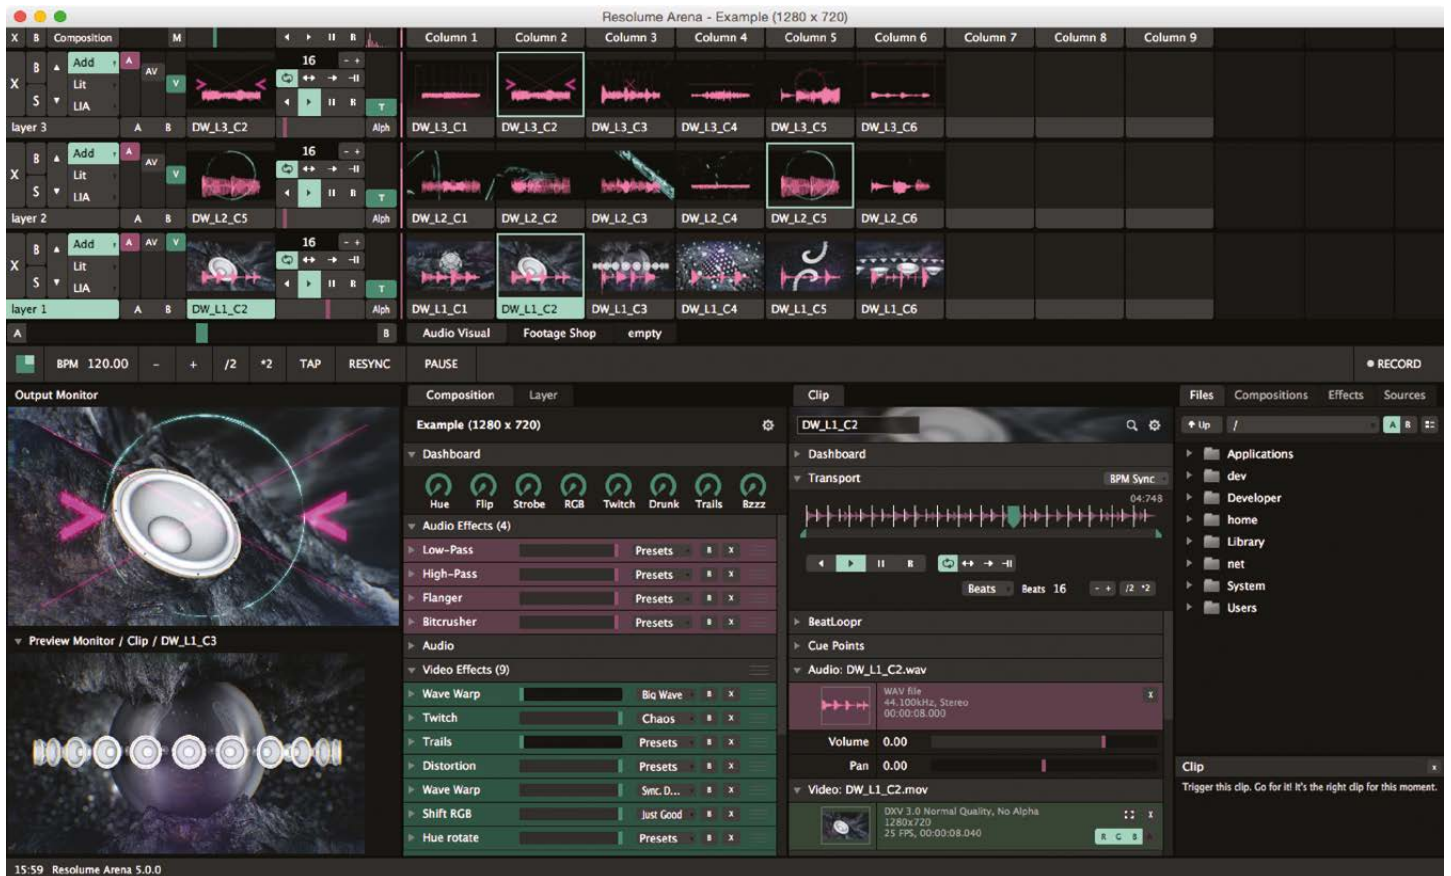 Resolume Arena - Example (1280 x 720)
X B Composition M R Column 1 Column 2 Column 3 Column 4 Column 5 Column 6 Column 7 Column 8 Column 9
B Add A AV 16 - +
X Lit V
S LIA R T
layer 3 A B DW_L3_C2 Alph DW_L3_C1 DW_L3_C2 DW_L3_C3 DW_L3_C4 DW_L3_C5 DW_L3_C6
B Add A AV 16 - +
X Lit V
S LIA R T
layer 2 A B DW_L2_C5 Alph DW_L2_C1 DW_L2_C2 DW_L2_C3 DW_L2_C4 DW_L2_C5 DW_L2_C6
B Add A AV V 16 - +
X Lit
S LIA R T
layer 1 A B DW_L1_C2 Alph DW_L1_C1 DW_L1_C2 DW_L1_C3 DW_L1_C4 DW_L1_C5 DW_L1_C6
A B Audio Visual Footage Shop empty
BPM 120.00 - + /2 *2 TAP RESYNC PAUSE RECORD
Output Monitor
Preview Monitor / Clip / DW_L1_C3
Composition Layer
Example (1280 x 720)
Dashboard
Hue Flip Strobe RGB Twitch Drunk Trails Bzzz
Audio Effects (4)
Low-Pass Presets B X
High-Pass Presets B X
Flanger Presets B X
Bitcrusher Presets B X
Audio
Video Effects (9)
Wave Warp Big Wave B X
Twitch Chaos B X
Trails Presets B X
Distortion Presets B X
Wave Warp Sync. D... B X
Shift RGB Just Good B X
Hue rotate Presets B X
Clip
DW_L1_C2
Dashboard
Transport BPM Sync
04:748
R
Beats Beats 16 - + /2 *2
BeatLoopr
Cue Points
Audio: DW_L1_C2.wav
WAV file X
44.100kHz, Stereo
00:00:08.000
Volume 0.00
Pan 0.00
Video: DW_L1_C2.mov
DXV 3.0 Normal Quality, No Alpha X
1280x720
25 FPS, 00:00:08.040 R G B
Files Compositions Effects Sources
Up / A B
Applications
dev
Developer
home
Library
net
System
Users
Clip x
Trigger this clip. Go for it! It's the right clip for this moment.
15:59 Resolume Arena 5.0.0